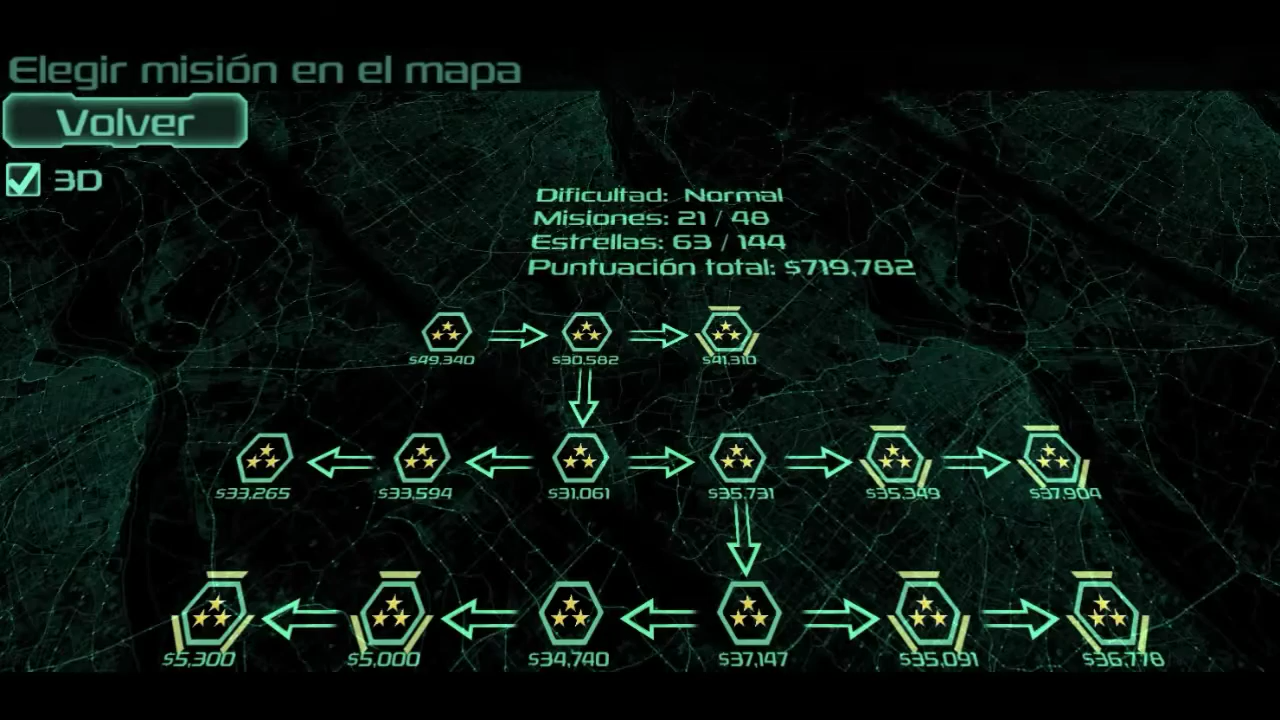 Elegir misión en el mapa
Volver
3D
Dificultad: Normal
Misiones: 21 / 48
Estrellas: 63 / 144
Puntuación total: $719,782
$49,340 $30,582 $41,310
$33,265 $33,594 $31,061 $35,731 $35,349 $37,904
$5,300 $5,000 $34,740 $37,147 $35,091 $36,778